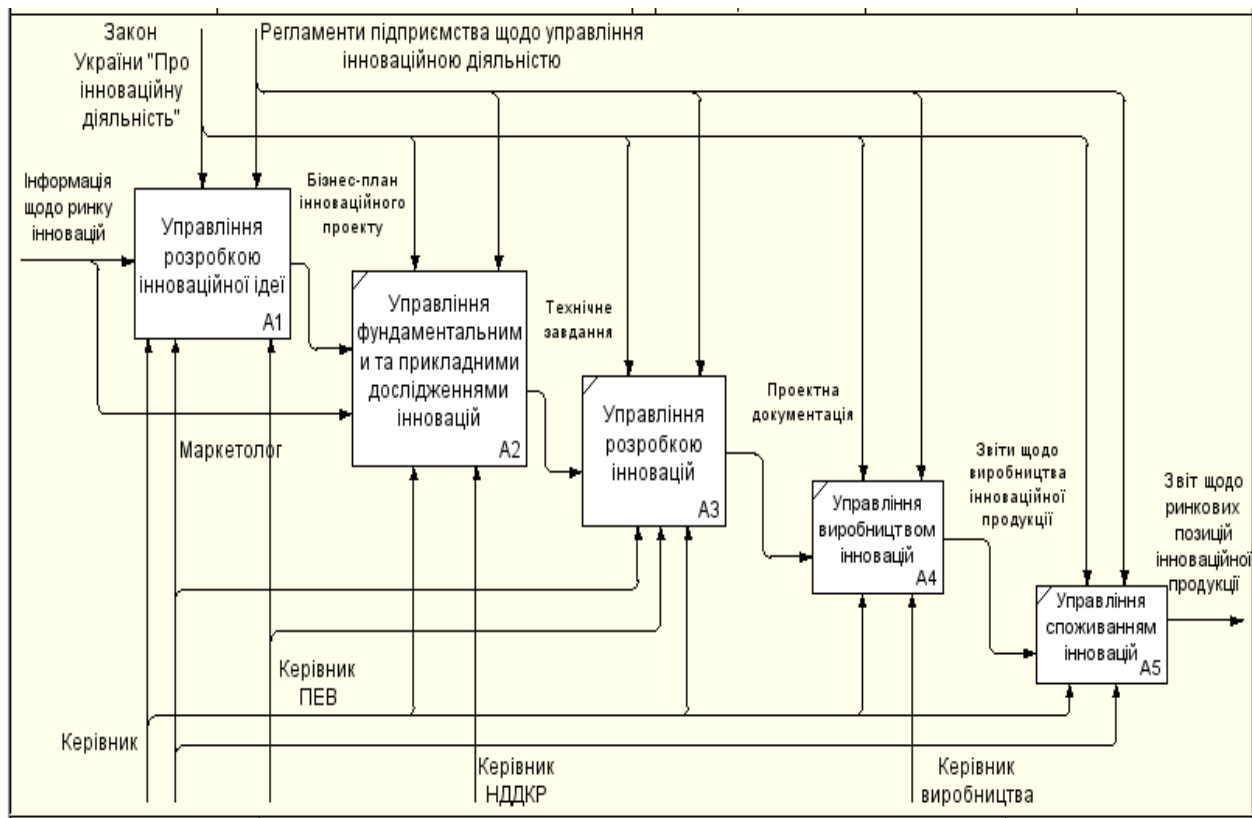 Закон
України "Про
інноваційну
діяльність"
Регламенти підприємства щодо управління
інноваційною діяльністю
Інформація
щодо ринку
інновацій
Управління
розробкою
інноваційної ідеї
A1
Бізнес-план
інноваційного
проекту
Управління
фундаментальним
и та прикладними
дослідженнями
інновацій
A2
Маркетолог
Технічне
завдання
Управління
розробкою
інновацій
A3
Проектна
документація
Управління
виробництвом
інновацій
A4
Звіти щодо
виробництва
інноваційної
продукції
Управління
споживанням
інновацій
A5
Звіт щодо
ринкових
позицій
інноваційної
продукції
Керівник
ПЕВ
Керівник
Керівник
НДДКР
Керівник
виробництва